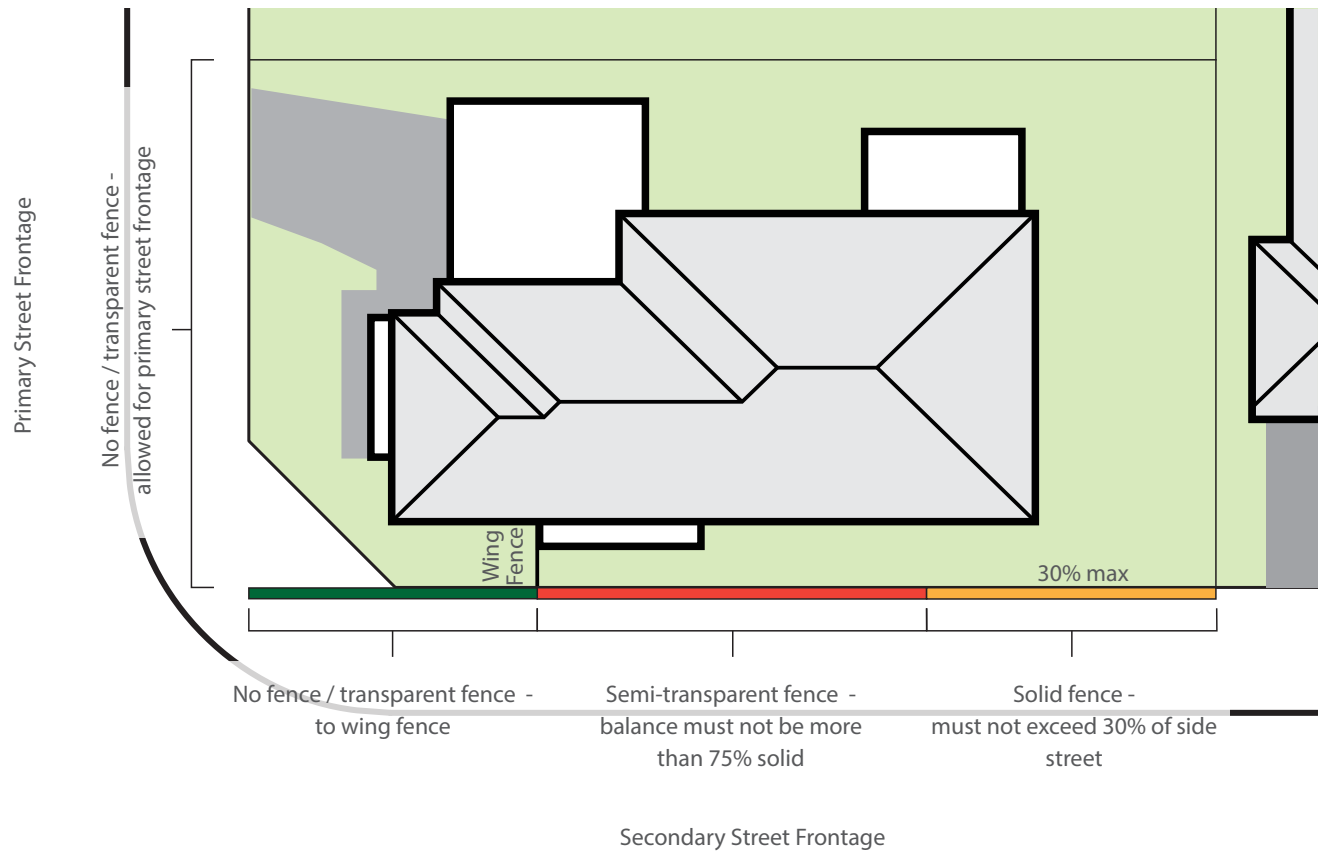 Primary Street Frontage
No fence / transparent fence -
allowed for primary street frontage
Wing
Fence
30% max
No fence / transparent fence -
to wing fence
Semi-transparent fence -
balance must not be more
than 75% solid
Solid fence -
must not exceed 30% of side
street
Secondary Street Frontage